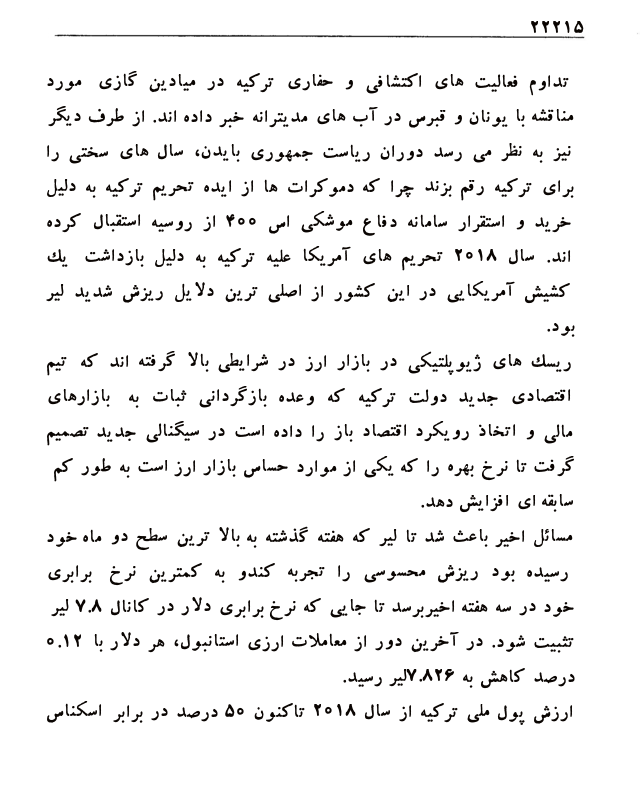 ۲۲۲۱۵
تداوم فعالیت های اکتشافی و حفاری ترکیه در میادین گازی مورد
مناقشه با یونان و قبرس در آب های مدیترانه خبر داده اند. از طرف دیگر
نیز به نظر می رسد دوران ریاست جمهوری بایدن، سال های سختی را
برای ترکیه رقم بزند چرا که دموکرات ها از ایده تحریم ترکیه به دلیل
خرید و استقرار سامانه دفاع موشکی اس ۴۰۰ از روسیه استقبال کرده
اند. سال ۲۰۱۸ تحریم های آمریکا علیه ترکیه به دلیل بازداشت یك
کشیش آمریکایی در این کشور از اصلی ترین دلایل ریزش شدید لیر
بود.
ریسك های ژیوپلتیکی در بازار ارز در شرایطی بالا گرفته اند که تیم
اقتصادی جدید دولت ترکیه که وعده بازگردانی ثبات به بازارهای
مالی و اتخاذ رویکرد اقتصاد باز را داده است در سیگنالی جدید تصمیم
گرفت تا نرخ بهره را که یکی از موارد حساس بازار ارز است به طور کم
سابقه ای افزایش دهد.
مسائل اخیر باعث شد تا لیر که هفته گذشته به بالا ترین سطح دو ماه خود
رسیده بود ریزش محسوسی را تجربه کندو به کمترین نرخ برابری
خود در سه هفته اخیربرسد تا جایی که نرخ برابری دلار در کانال ۷.۸ لیر
تثبیت شود. در آخرین دور از معاملات ارزی استانبول، هر دلار با ۰.۱۲
درصد کاهش به ۷.۸۲۶لیر رسید.
ارزش پول ملی ترکیه از سال ۲۰۱۸ تاکنون ۵۰ درصد در برابر اسکناس